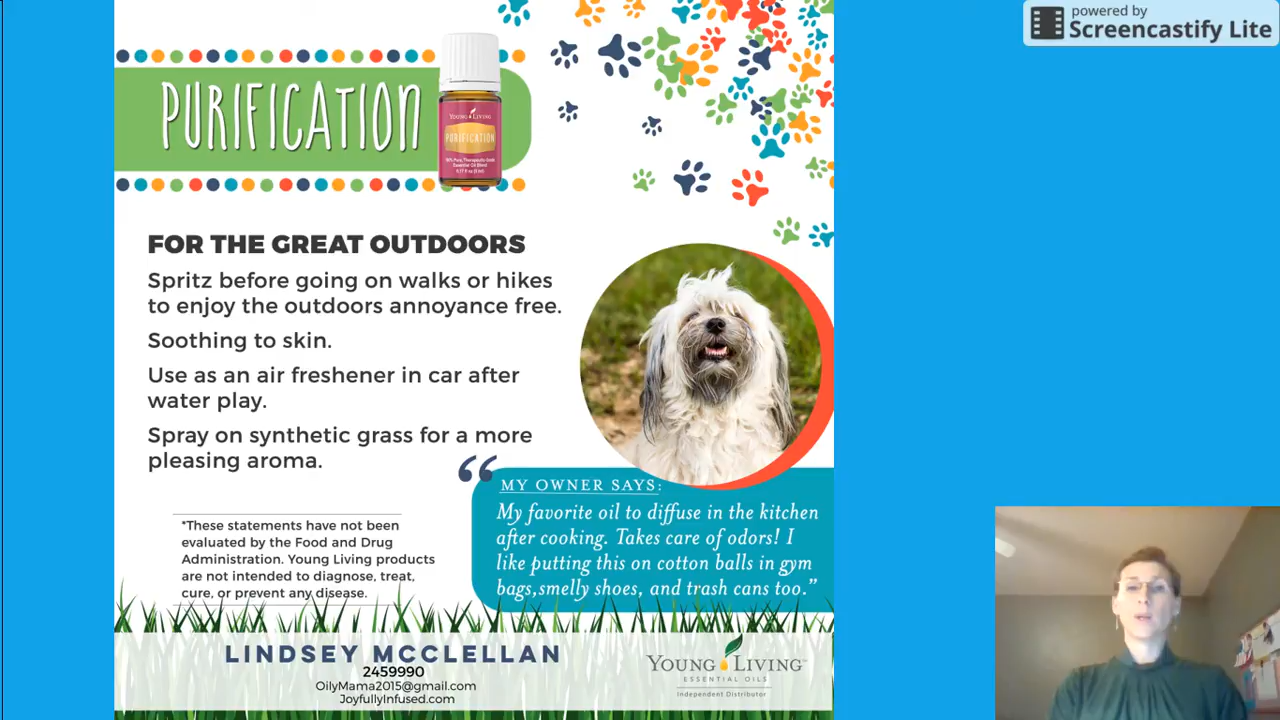 powered by
Screencastify Lite
PURIFICATION
YOUNG LIVING
PURIFICATION
FOR THE GREAT OUTDOORS
Spritz before going on walks or hikes
to enjoy the outdoors annoyance free.
Soothing to skin.
Use as an air freshener in car after
water play.
Spray on synthetic grass for a more
pleasing aroma.
“
MY OWNER SAYS:
My favorite oil to diffuse in the kitchen
after cooking. Takes care of odors! I
like putting this on cotton balls in gym
bags,smelly shoes, and trash cans too.”
*These statements have not been
evaluated by the Food and Drug
Administration. Young Living products
are not intended to diagnose, treat,
cure, or prevent any disease.
LINDSEY MCCLELLAN
2459990
OilyMama2015@gmail.com
JoyfullyInfused.com
YOUNG LIVING
ESSENTIAL OILS
Independent Distributor